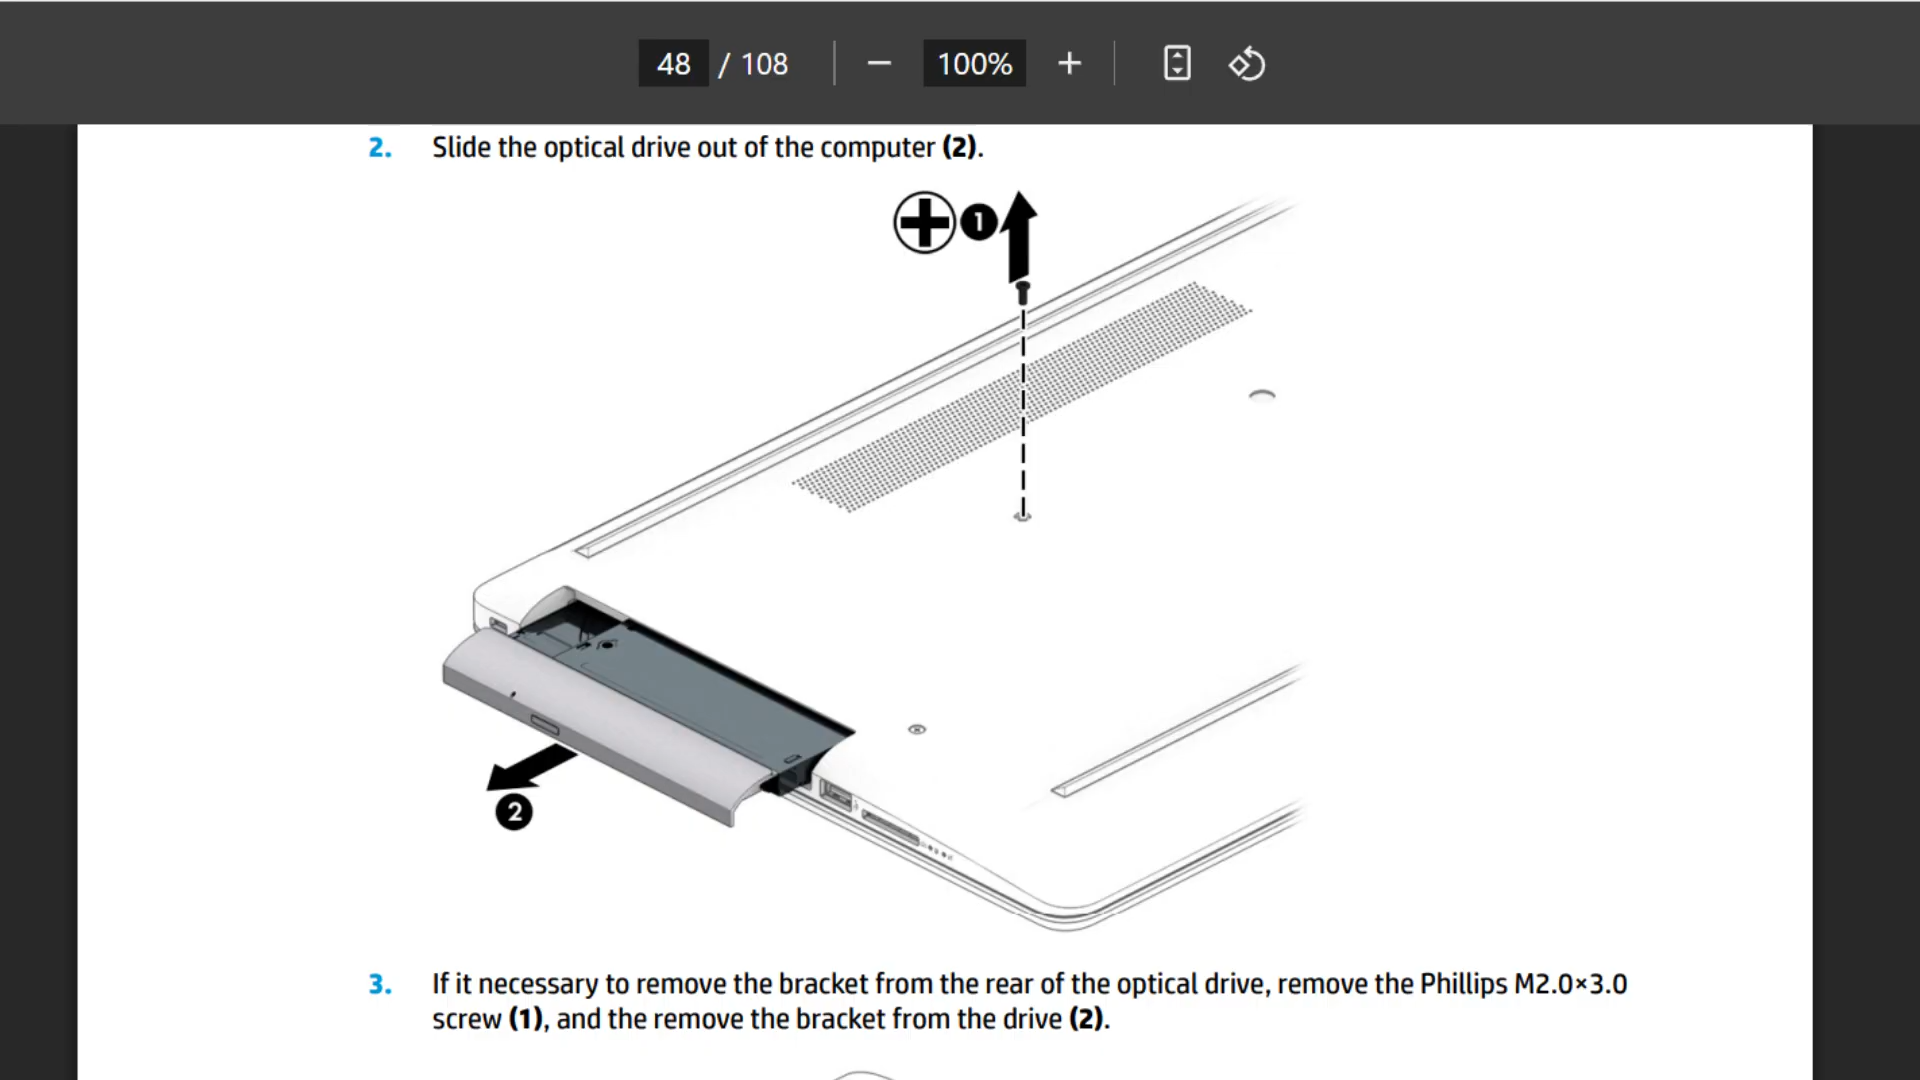 48 / 108 − 100% +
2. Slide the optical drive out of the computer (2).
1
2
3. If it necessary to remove the bracket from the rear of the optical drive, remove the Phillips M2.0×3.0
screw (1), and the remove the bracket from the drive (2).